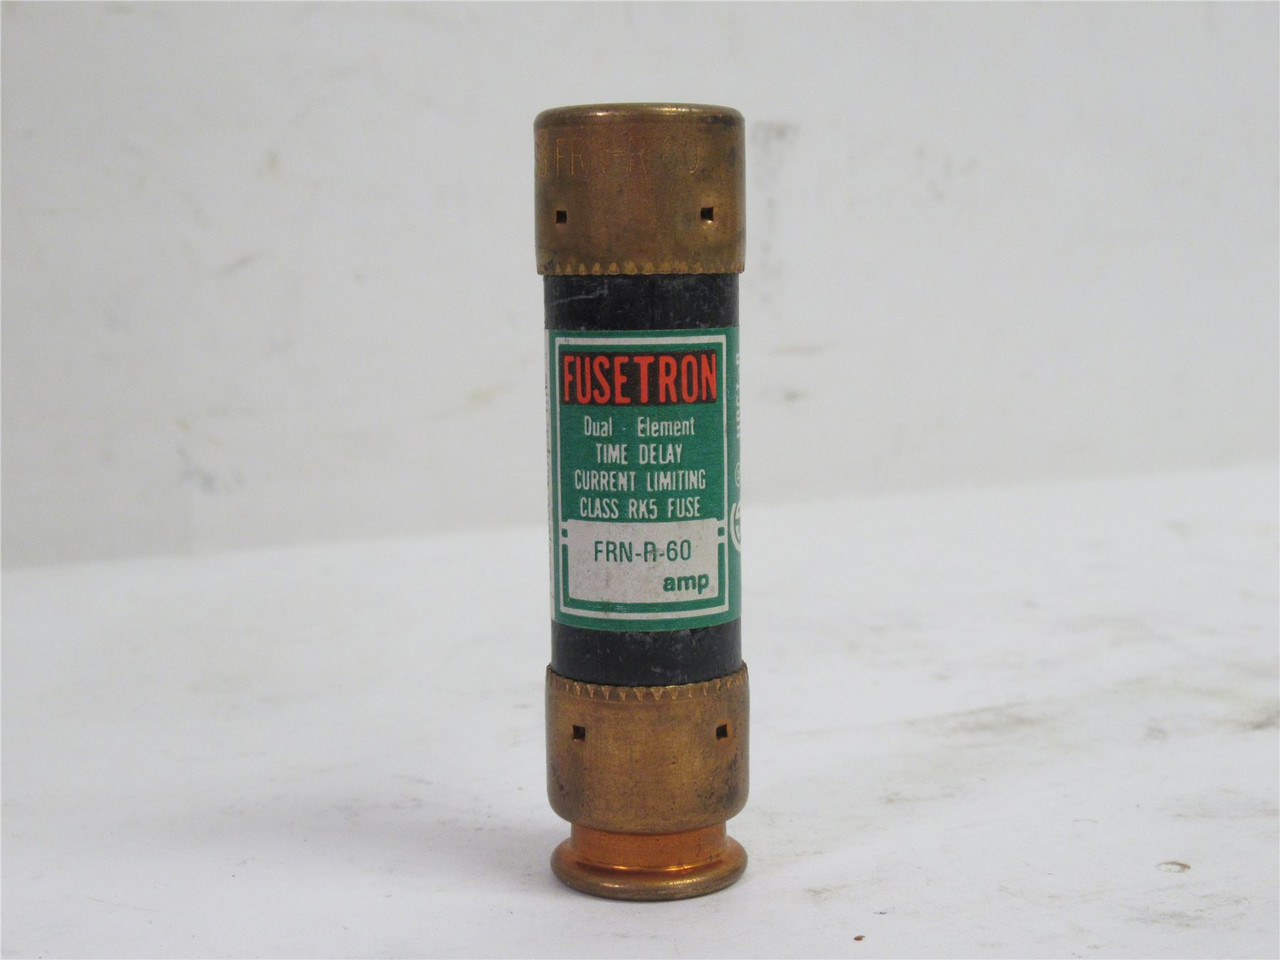 FUSETRON
Dual - Element
TIME DELAY
CURRENT LIMITING
CLASS RK5 FUSE
FRN-R-60
amp